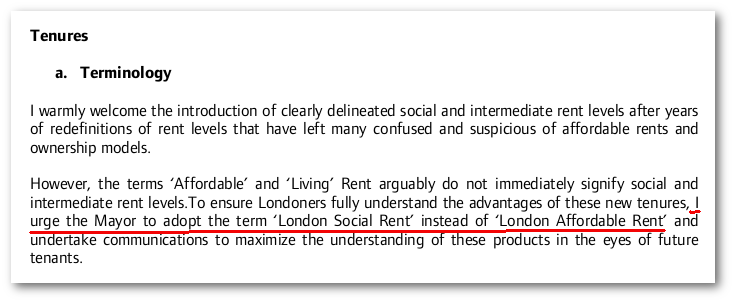 Tenures
a. Terminology
I warmly welcome the introduction of clearly delineated social and intermediate rent levels after years
of redefinitions of rent levels that have left many confused and suspicious of affordable rents and
ownership models.
However, the terms ‘Affordable’ and ‘Living’ Rent arguably do not immediately signify social and
intermediate rent levels.To ensure Londoners fully understand the advantages of these new tenures, I
urge the Mayor to adopt the term ‘London Social Rent’ instead of ‘London Affordable Rent’ and
undertake communications to maximize the understanding of these products in the eyes of future
tenants.